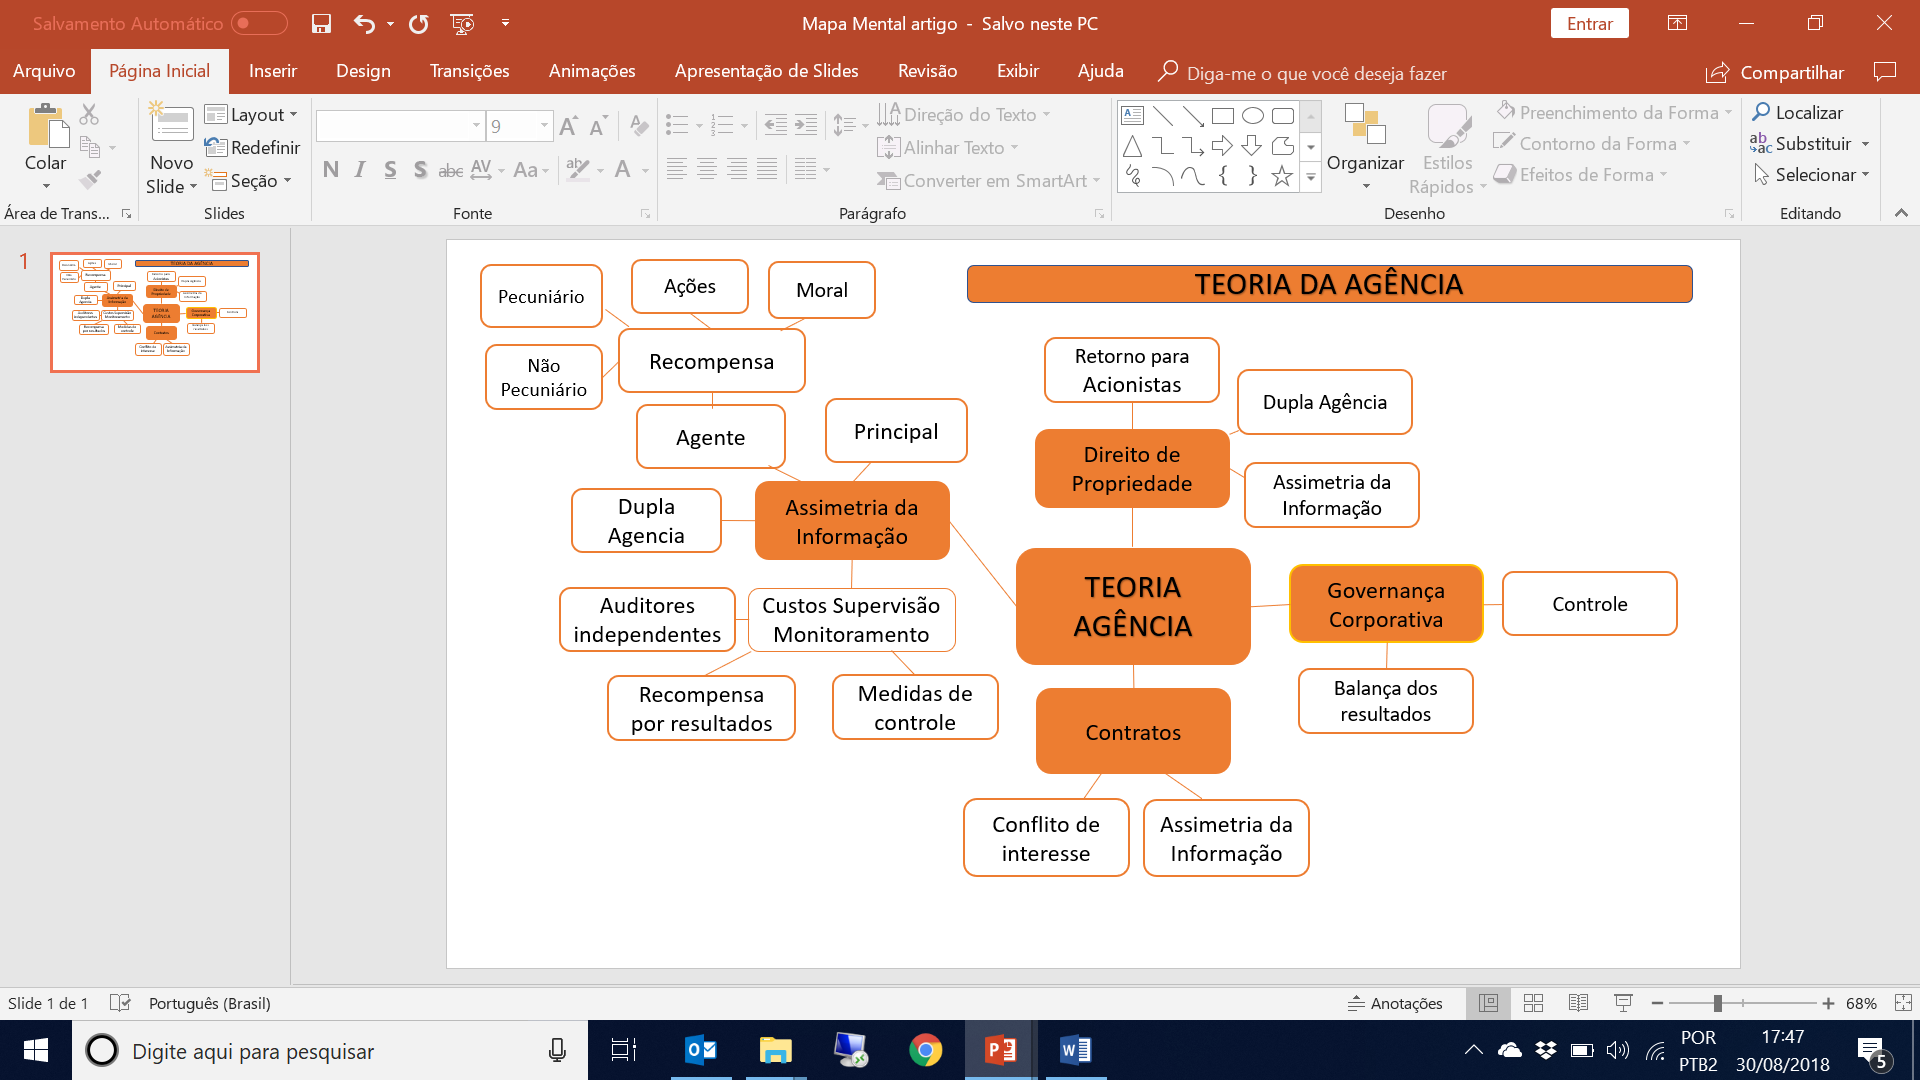 Salvamento Automático
Mapa Mental artigo - Salvo neste PC
Entrar
Arquivo
Página Inicial
Inserir
Design
Transições
Animações
Apresentação de Slides
Revisão
Exibir
Ajuda
Diga-me o que você deseja fazer
Compartilhar
Colar
Área de Trans...
Novo
Slide
Layout
Redefinir
Seção
Slides
9
N I S S abc AV Aa A
Fonte
Direção do Texto
Alinhar Texto
Converter em SmartArt
Parágrafo
Organizar
Estilos
Rápidos
Preenchimento da Forma
Contorno da Forma
Efeitos de Forma
Desenho
Localizar
Substituir
Selecionar
Editando
1
TEORIA DA AGÊNCIA
Pecuniário
Ações
Moral
Não
Pecuniário
Recompensa
Agente
Principal
Dupla
Agencia
Assimetria da
Informação
Auditores
independentes
Custos Supervisão
Monitoramento
Recompensa
por resultados
Medidas de
controle
Retorno para
Acionistas
Dupla Agência
Direito de
Propriedade
Assimetria da
Informação
TEORIA
AGÊNCIA
Governança
Corporativa
Controle
Balança dos
resultados
Contratos
Conflito de
interesse
Assimetria da
Informação
Slide 1 de 1
Português (Brasil)
Anotações
68%
Digite aqui para pesquisar
POR
PTB2
17:47
30/08/2018
5